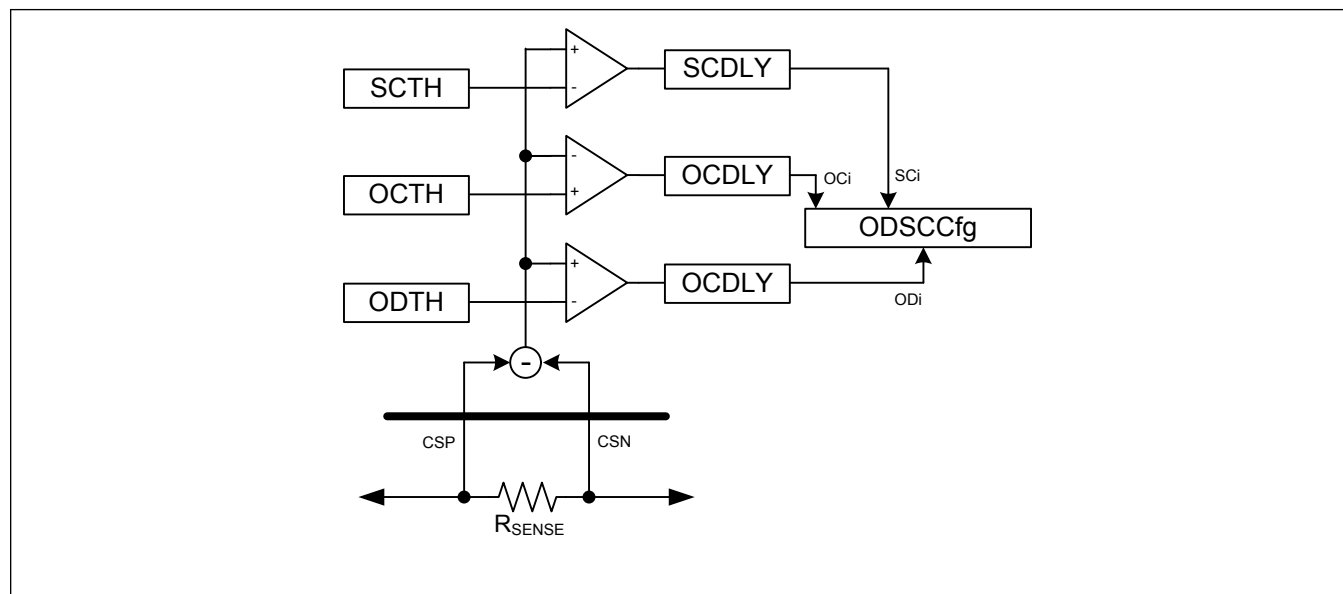 +
SCTH
-
SCDLY
-
OCTH
+
OCDLY
OCi
SCi
ODSCCfg
+
ODTH
-
OCDLY
ODi
-
CSP
CSN
RSENSE